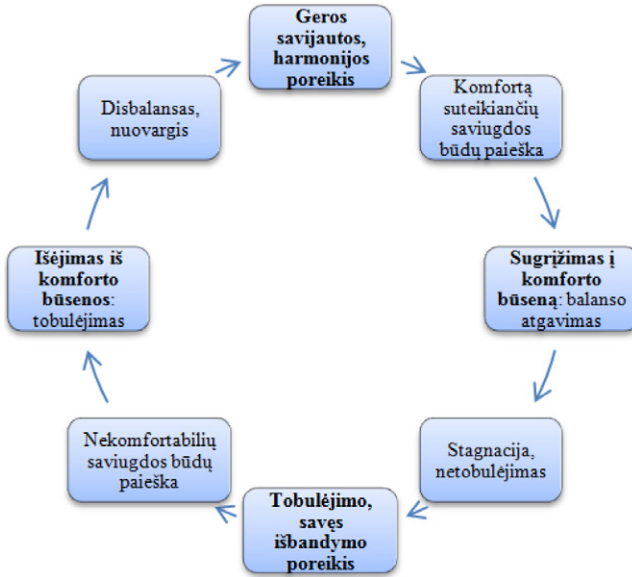 Geros
savijautos,
harmonijos
poreikis
Komfortą
suteikiančių
saviugdos
būdų paieška
Sugrįžimas į
komforto
būseną: balanso
atgavimas
Stagnacija,
netobulėjimas
Tobulėjimo,
savęs
išbandymo
poreikis
Nekomfortabilių
saviugdos būdų
paieška
Išėjimas iš
komforto
būsenos:
tobulėjimas
Disbalansas,
nuovargis